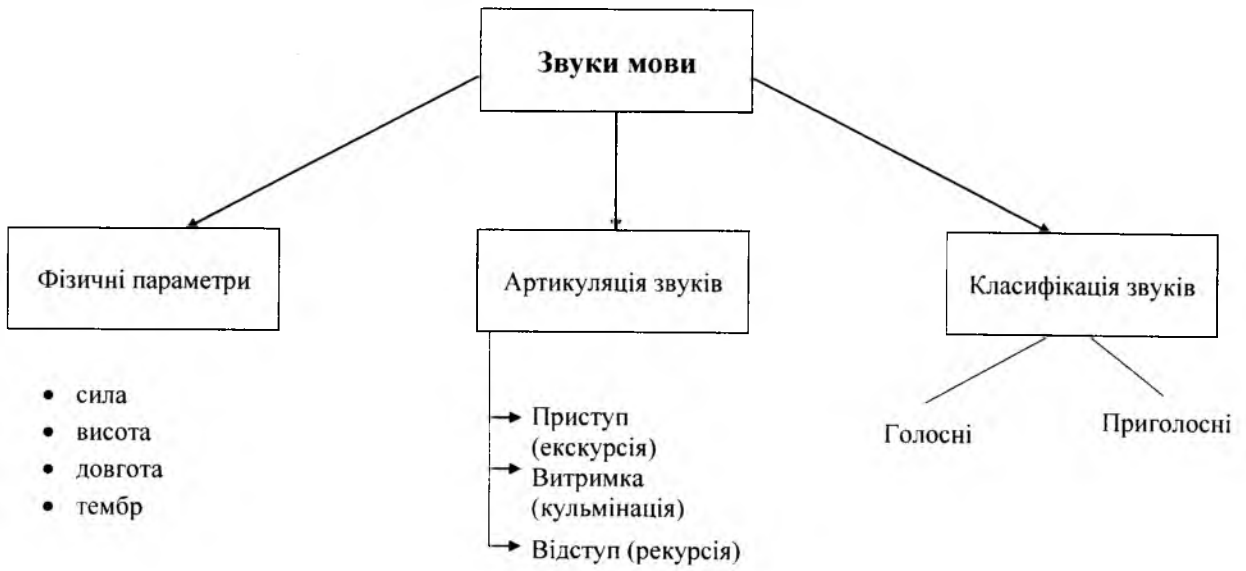 Звуки мови
Фізичні параметри
• сила
• висота
• довгота
• тембр
Артикуляція звуків
Приступ
(екскурсія)
Витримка
(кульмінація)
Відступ (рекурсія)
Класифікація звуків
Голосні
Приголосні